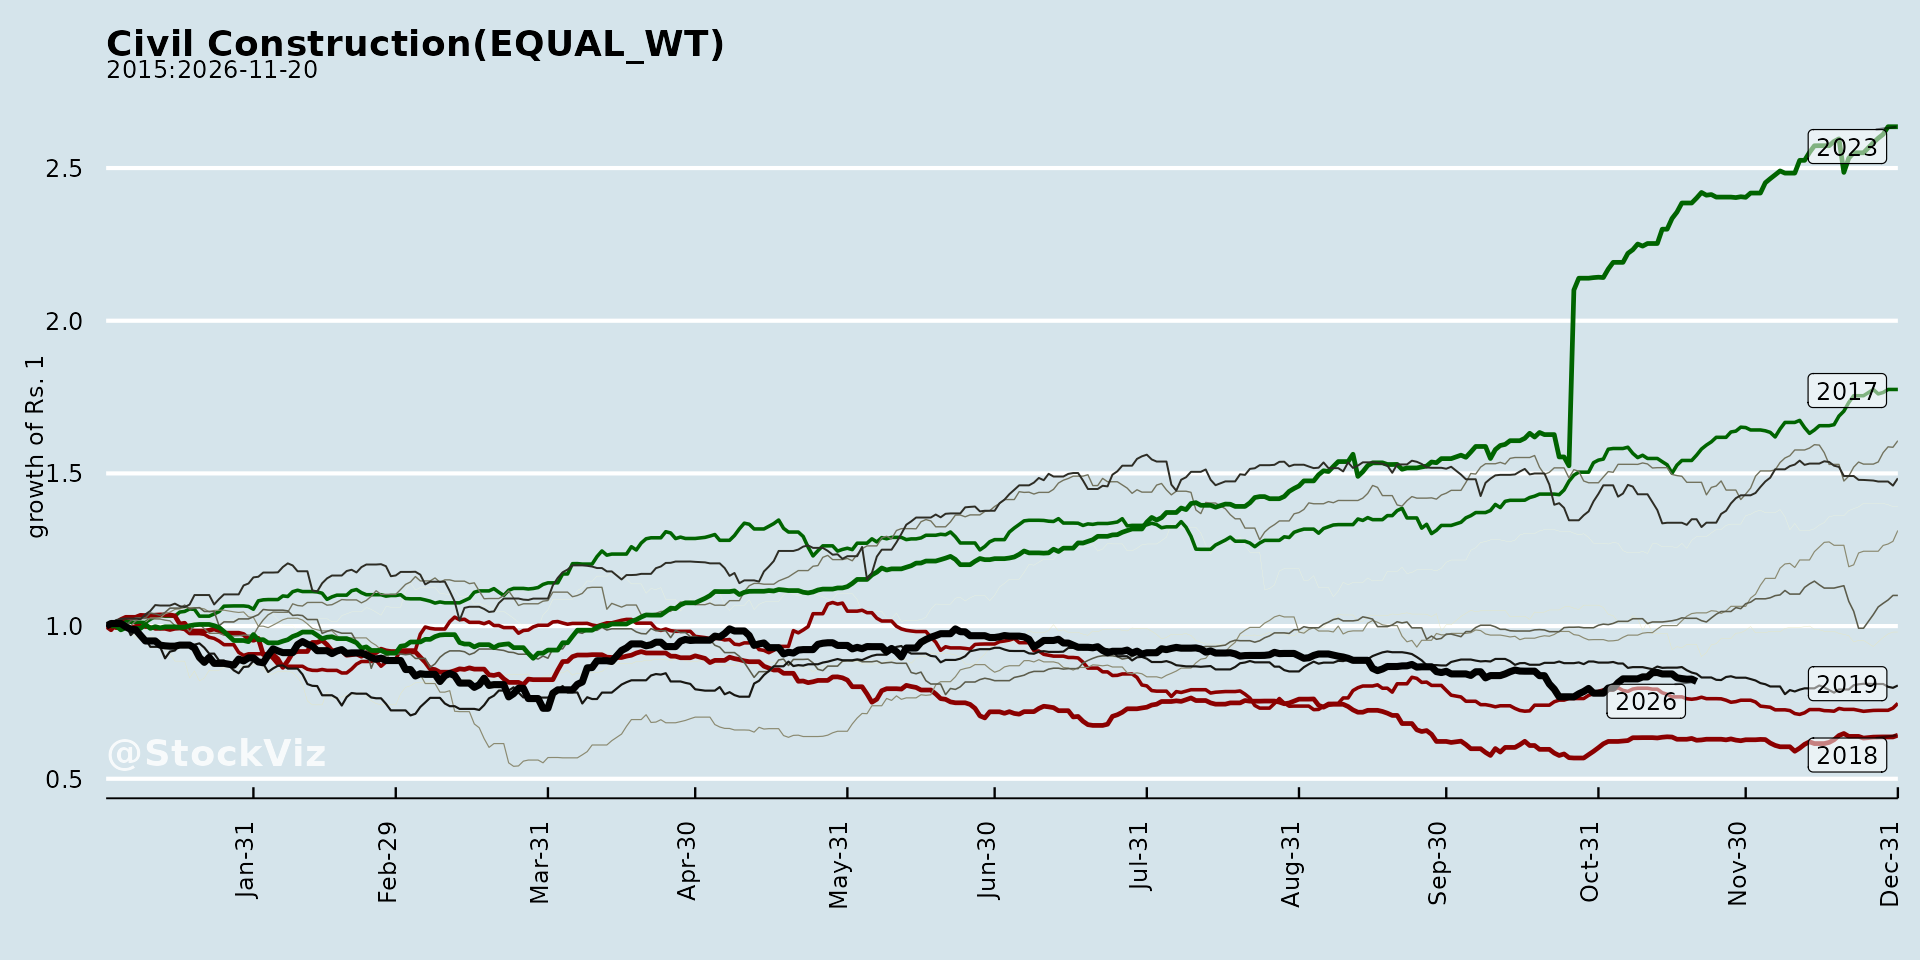 Civil Construction(EQUAL_WT)
2015:2026-11-20
growth of Rs. 1
2.5
2.0
1.5
1.0
0.5
2023
2017
2019
2026
2018
@StockViz
Jan-31
Feb-29
Mar-31
Apr-30
May-31
Jun-30
Jul-31
Aug-31
Sep-30
Oct-31
Nov-30
Dec-31